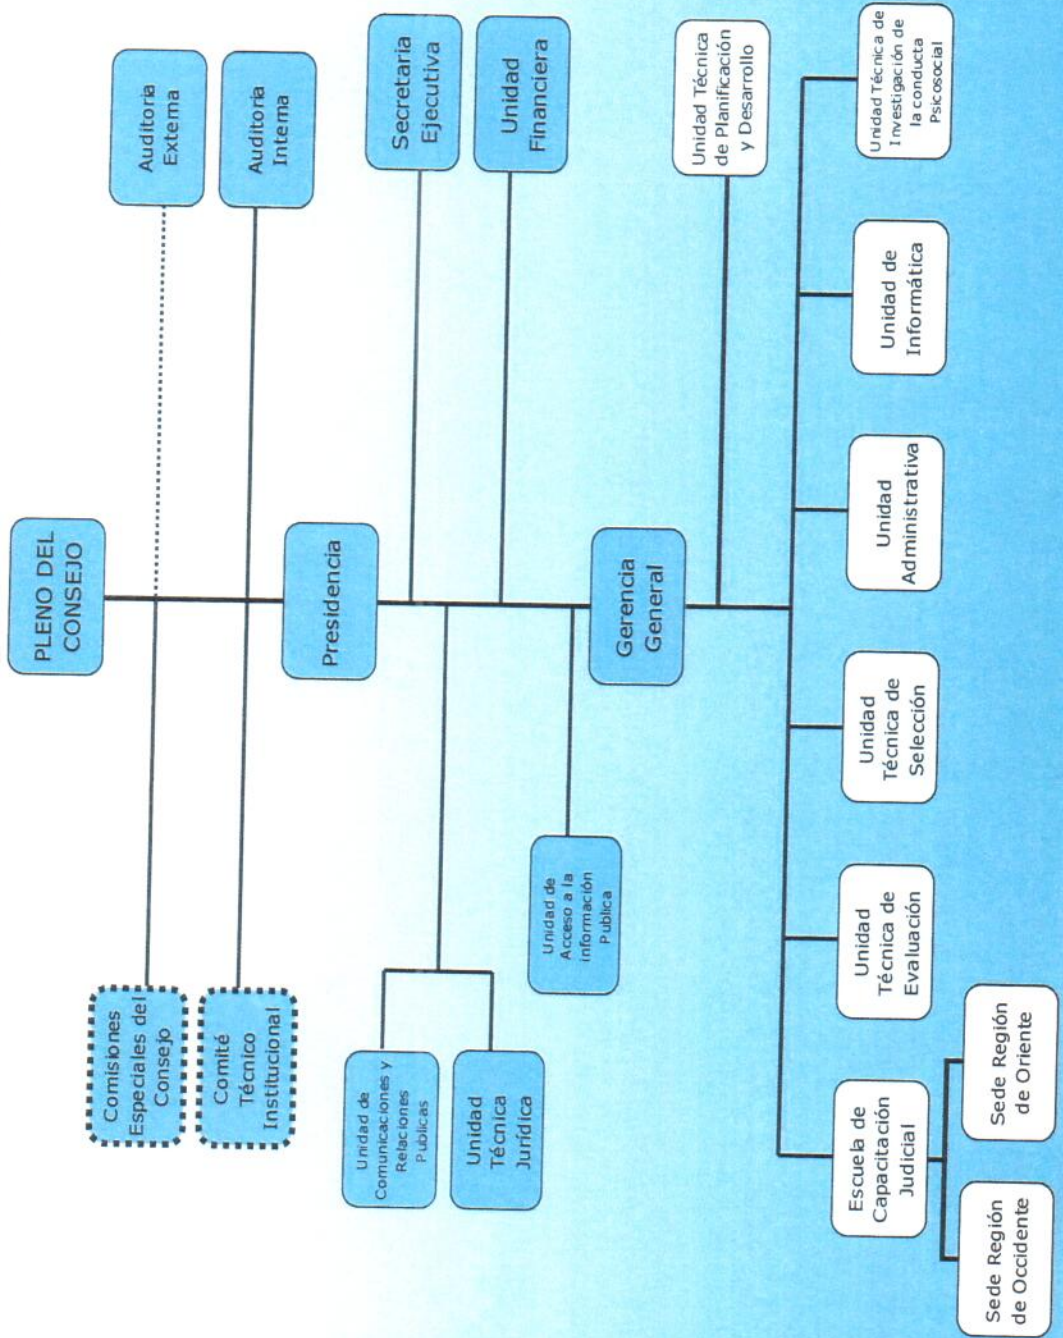 PLENO DEL
CONSEJO
Comisiones
Especiales del
Consejo
Auditoria
Externa
Comité
Técnico
Institucional
Auditoria
Interna
Presidencia
Secretaria
Ejecutiva
Unidad de
Comunicaciones y
Relaciones
Publicas
Unidad
Financiera
Unidad
Técnica
Jurídica
Unidad de
Acceso a la
información
Publica
Gerencia
General
Unidad Técnica
de Planificación
y Desarrollo
Escuela de
Capacitación
Judicial
Unidad
Técnica de
Evaluación
Unidad
Técnica de
Selección
Unidad
Administrativa
Unidad de
Informática
Unidad Técnica de
Investigación de
la conducta
Psicosocial
Sede Región
de Occidente
Sede Región
de Oriente